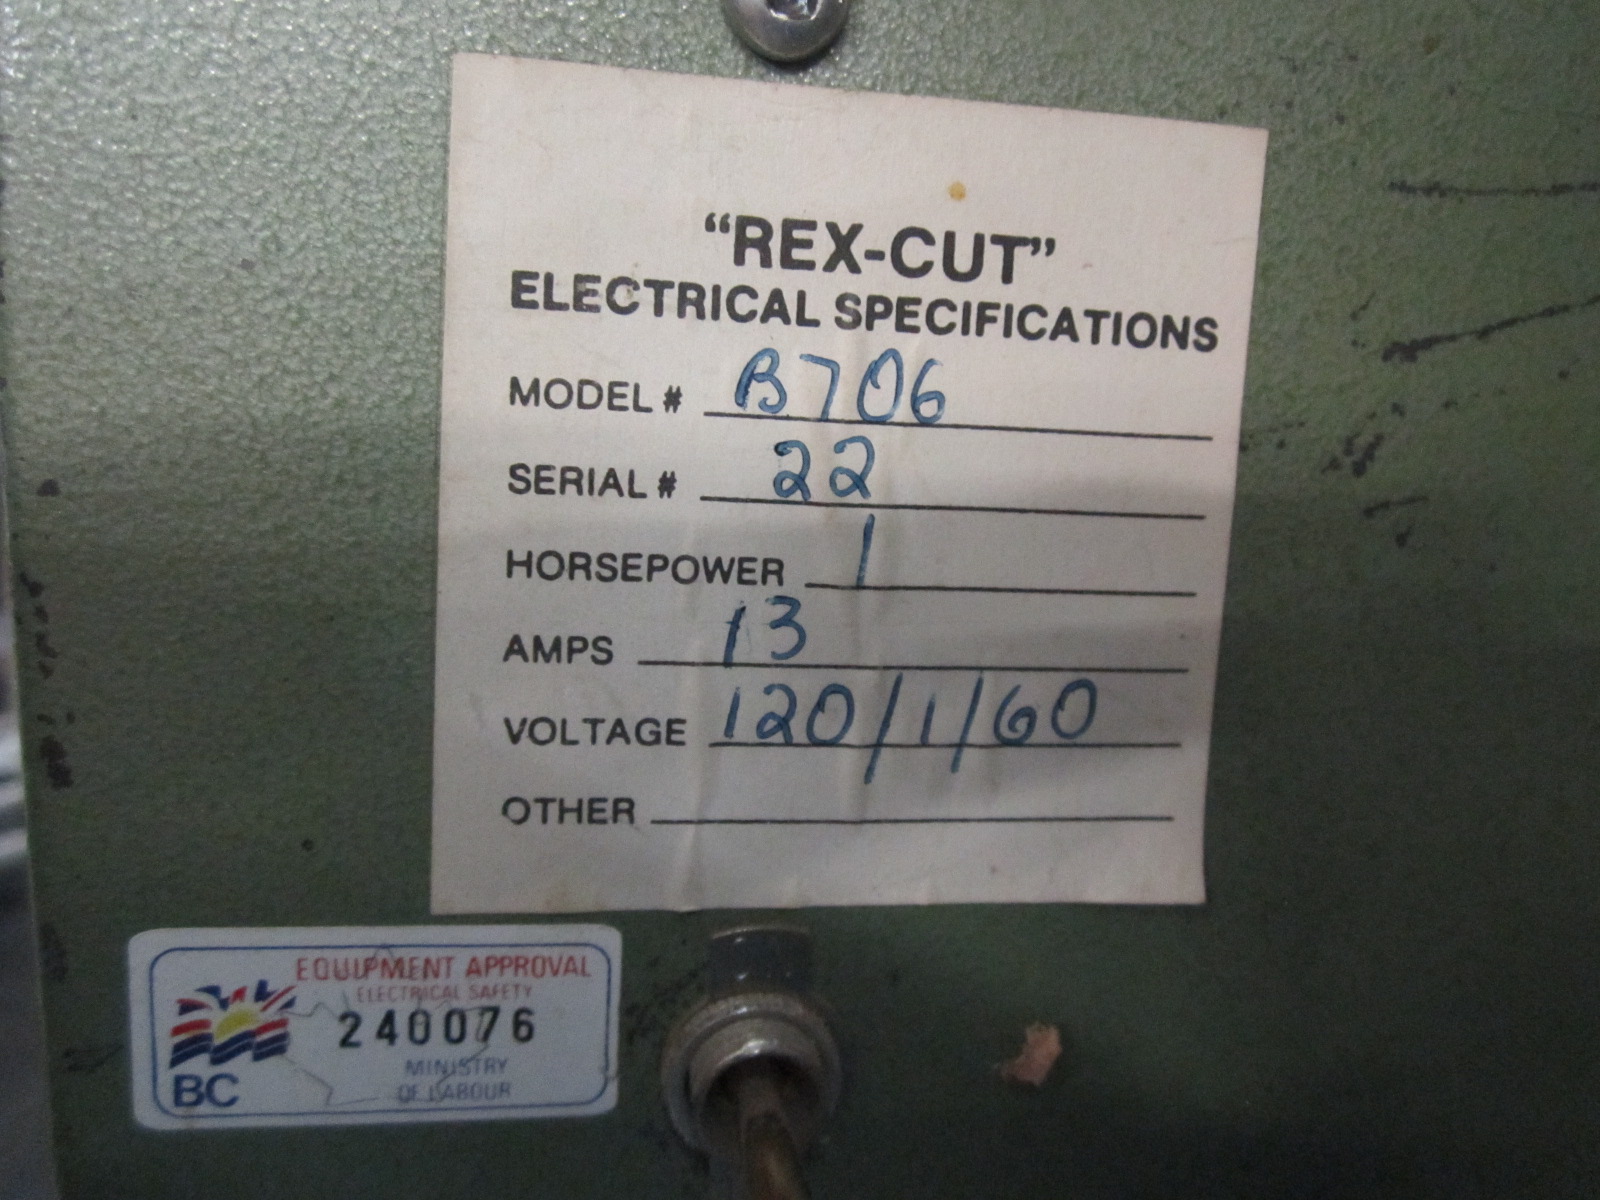 "REX-CUT"
ELECTRICAL SPECIFICATIONS
MODEL # B706
SERIAL # 22
HORSEPOWER 1
AMPS 13
VOLTAGE 120/1/60
OTHER
EQUIPMENT APPROVAL
ELECTRICAL SAFETY
240076
MINISTRY
OF LABOUR
BC